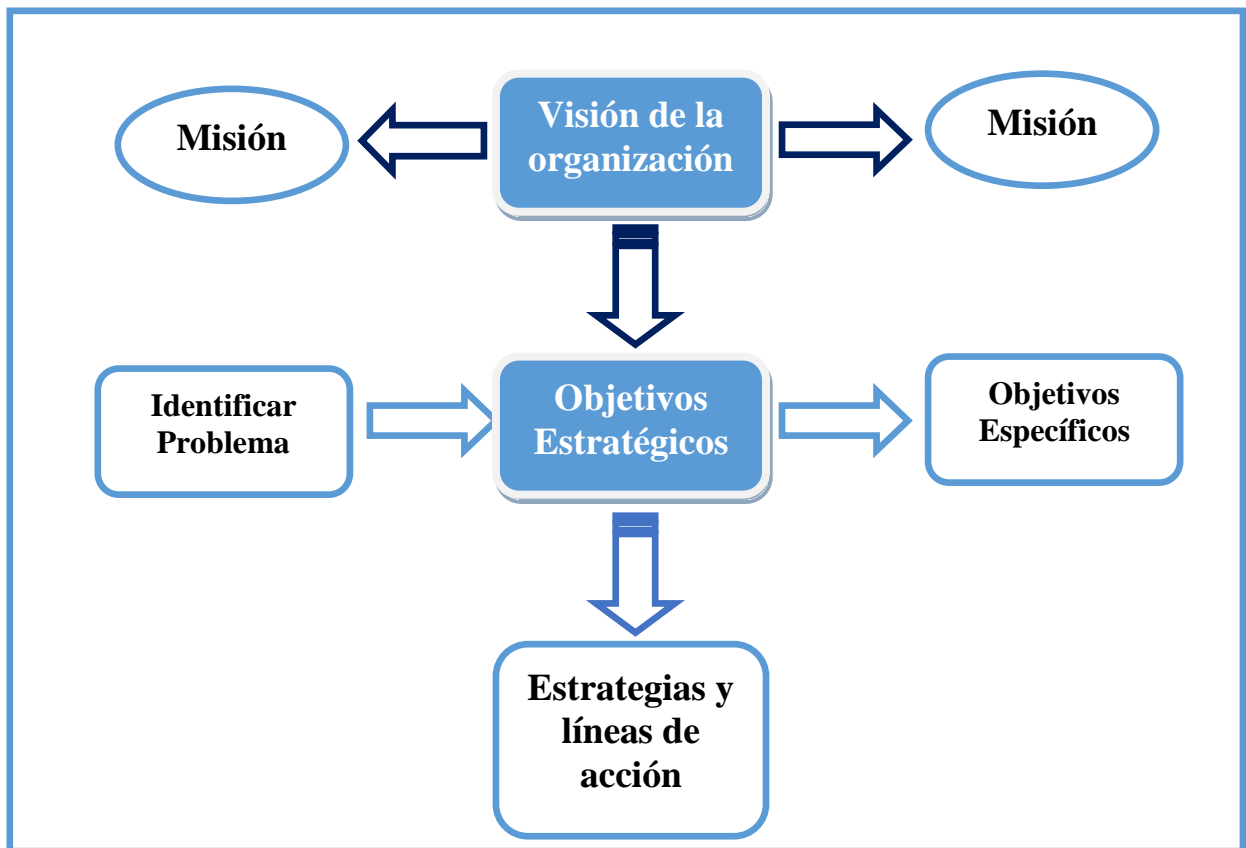 Misión
Visión de la
organización
Misión
Identificar
Problema
Objetivos
Estratégicos
Objetivos
Específicos
Estrategias y
líneas de
acción